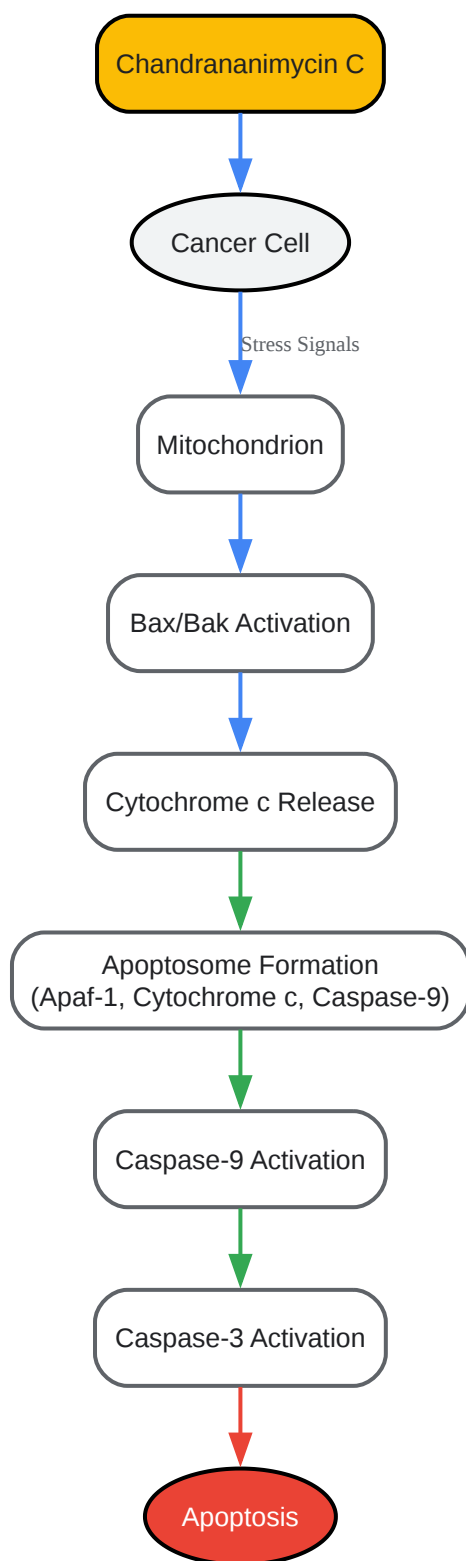 Chandrananimycin C
Cancer Cell
Stress Signals
Mitochondrion
Bax/Bak Activation
Cytochrome c Release
Apoptosome Formation
(Apaf-1, Cytochrome c, Caspase-9)
Caspase-9 Activation
Caspase-3 Activation
Apoptosis